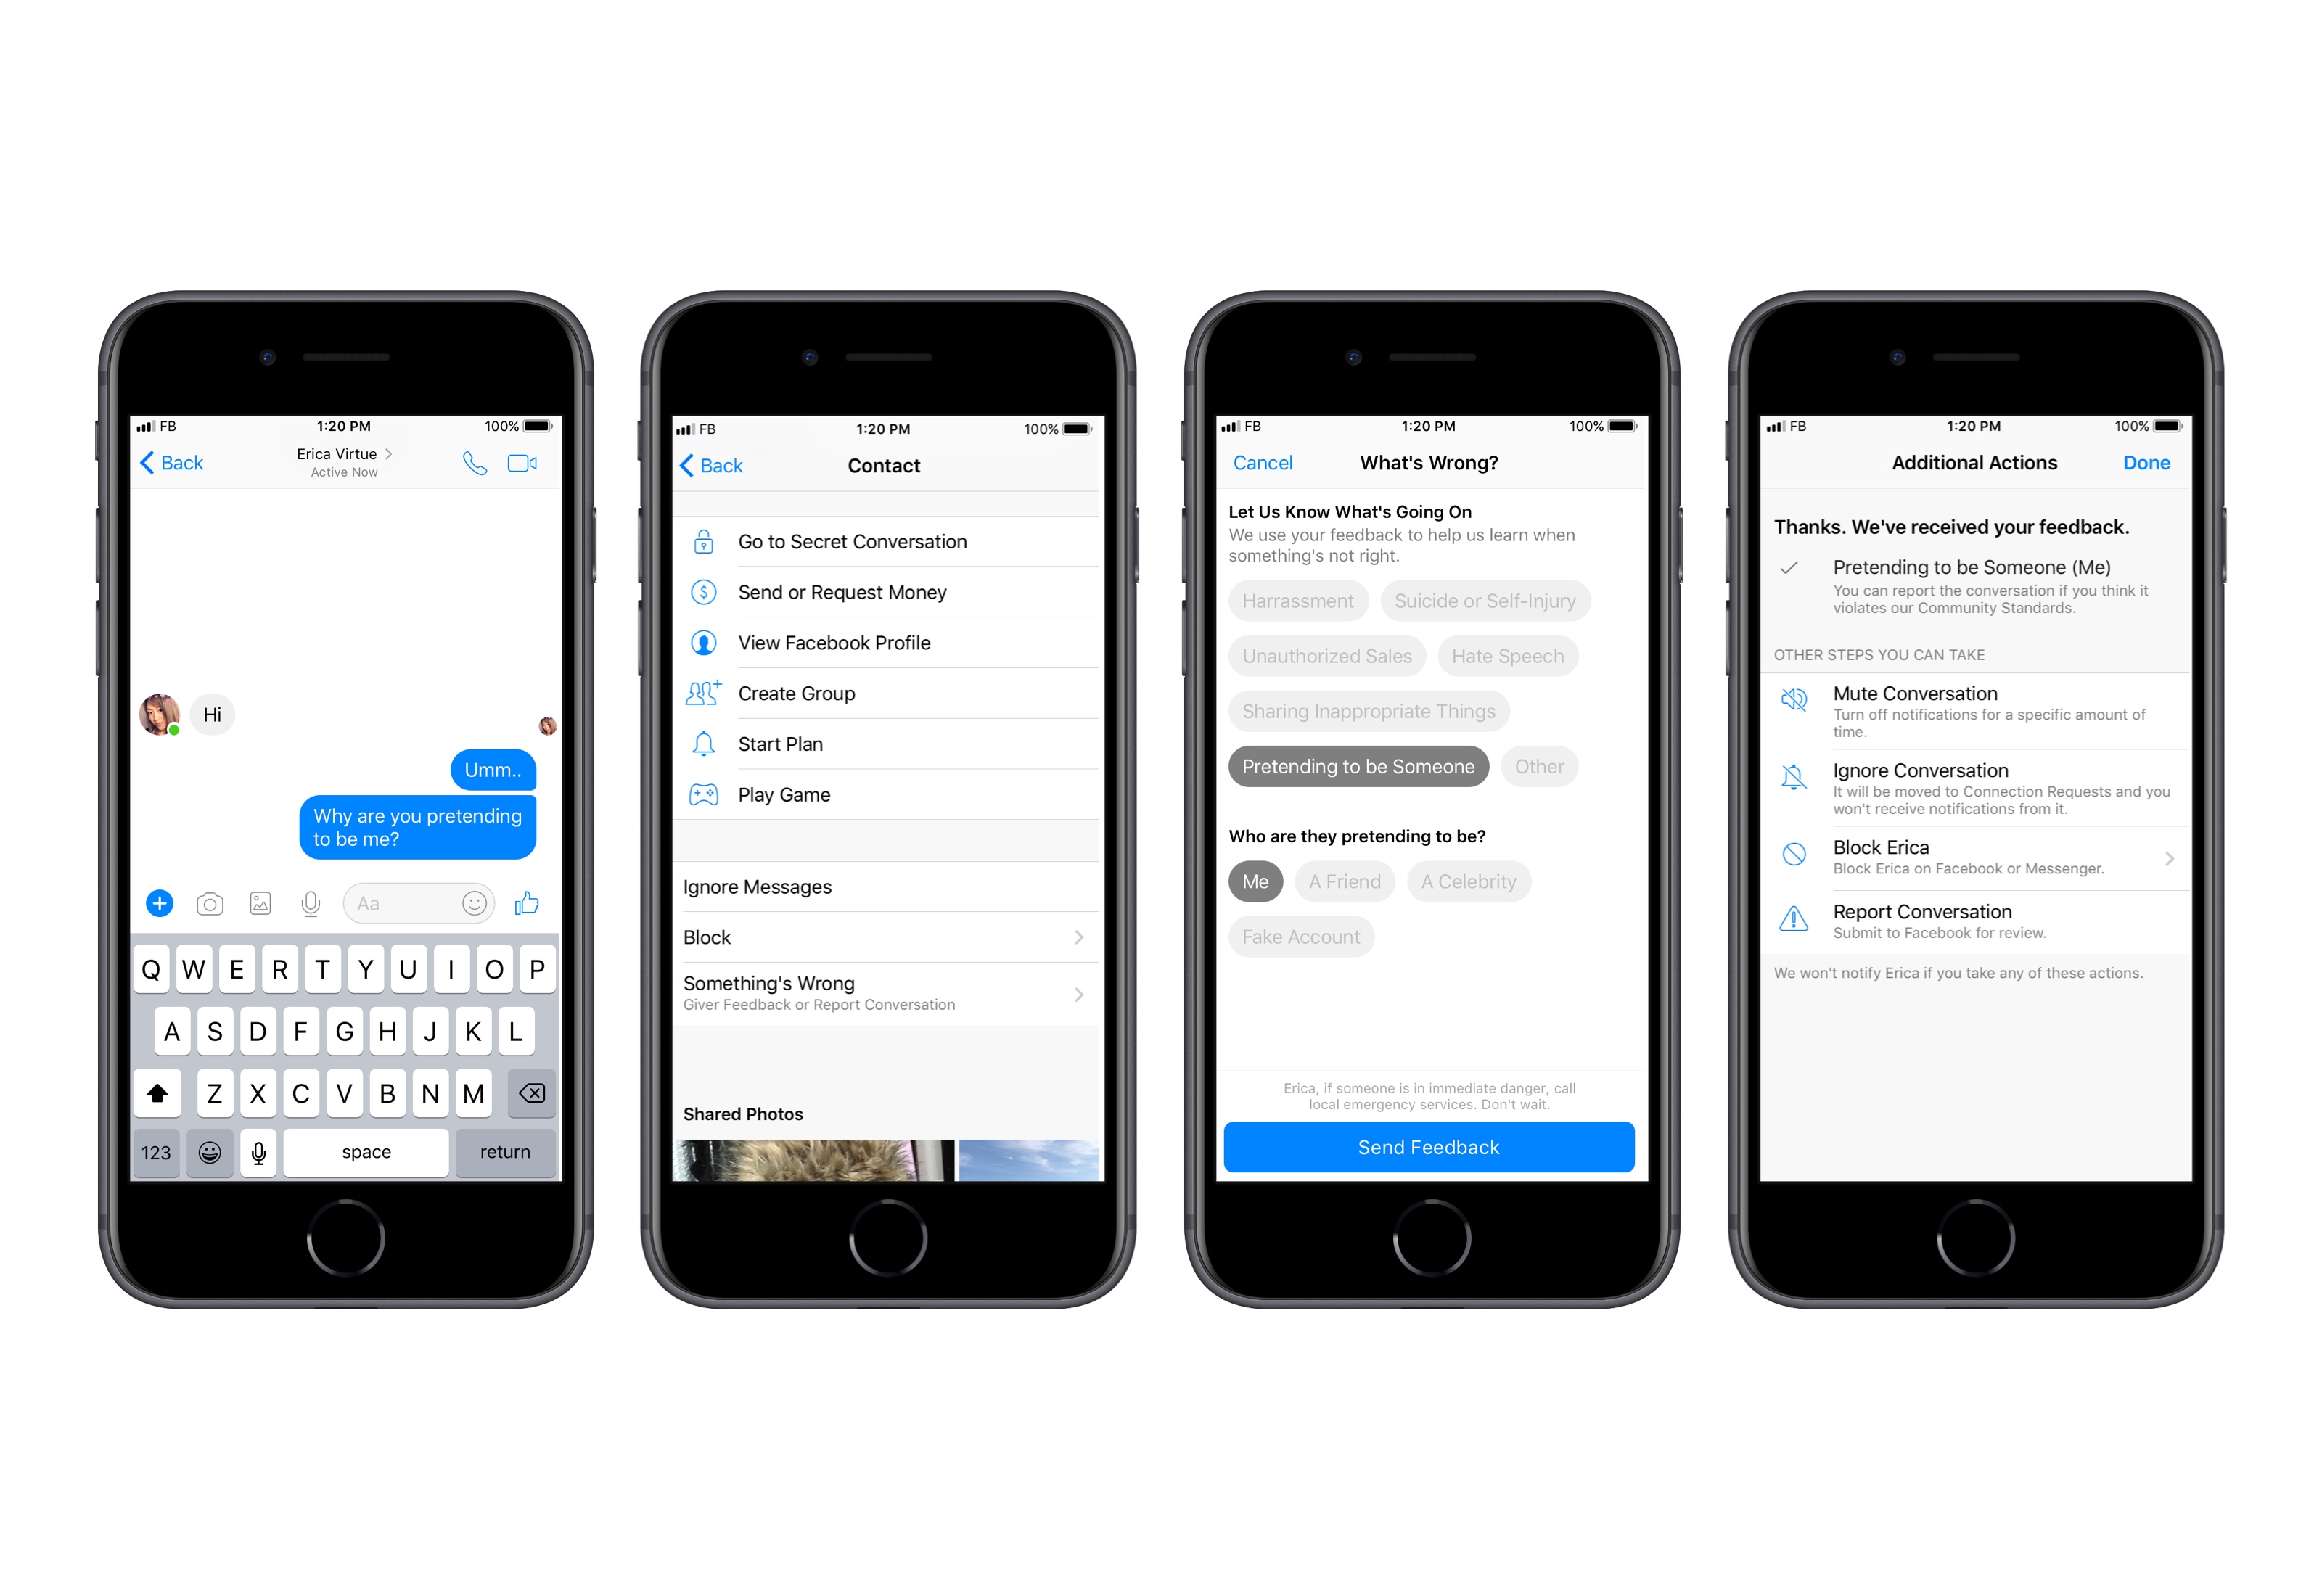 FB 1:20 PM 100%
Back Erica Virtue
Active Now
Hi
Umm..
Why are you pretending
to be me?
Aa
Q W E R T Y U I O P
A S D F G H J K L
Z X C V B N M
123 space return
FB 1:20 PM 100%
Back Contact
Go to Secret Conversation
$ Send or Request Money
View Facebook Profile
Create Group
Start Plan
Play Game
Ignore Messages
Block
Something's Wrong
Giver Feedback or Report Conversation
Shared Photos
FB 1:20 PM 100%
Cancel What's Wrong?
Let Us Know What's Going On
We use your feedback to help us learn when
something's not right.
Harrassment Suicide or Self-Injury
Unauthorized Sales Hate Speech
Sharing Inappropriate Things
Pretending to be Someone Other
Who are they pretending to be?
Me A Friend A Celebrity
Fake Account
Erica, if someone is in immediate danger, call
local emergency services. Don't wait.
Send Feedback
FB 1:20 PM 100%
Additional Actions Done
Thanks. We've received your feedback.
Pretending to be Someone (Me)
You can report the conversation if you think it
violates our Community Standards.
OTHER STEPS YOU CAN TAKE
Mute Conversation
Turn off notifications for a specific amount of
time.
Ignore Conversation
It will be moved to Connection Requests and you
won't receive notifications from it.
Block Erica
Block Erica on Facebook or Messenger.
Report Conversation
Submit to Facebook for review.
We won't notify Erica if you take any of these actions.